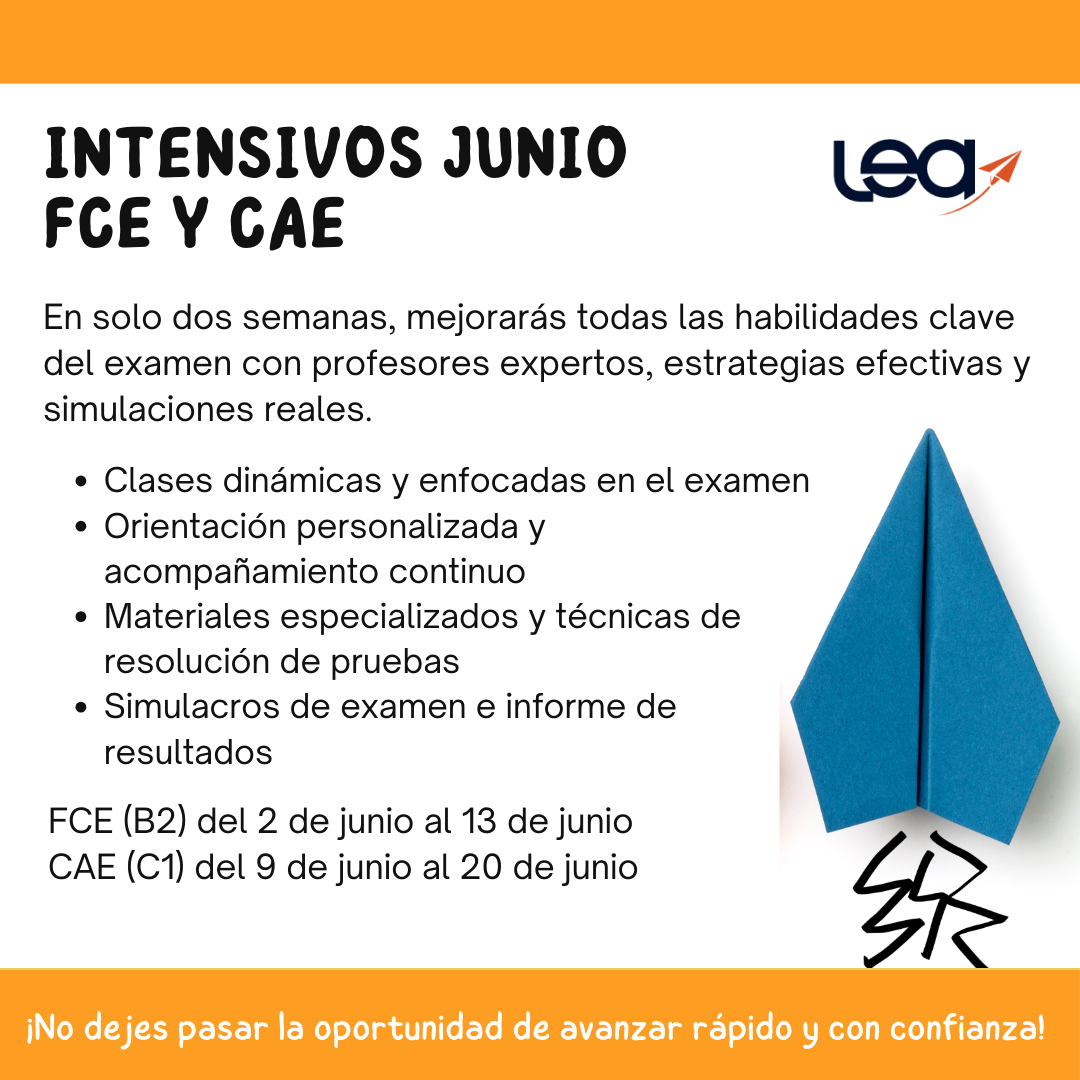 INTENSIVOS JUNIO
FCE Y CAE
lea
En solo dos semanas, mejorarás todas las habilidades clave
del examen con profesores expertos, estrategias efectivas y
simulaciones reales.
• Clases dinámicas y enfocadas en el examen
• Orientación personalizada y
acompañamiento continuo
• Materiales especializados y técnicas de
resolución de pruebas
• Simulacros de examen e informe de
resultados
FCE (B2) del 2 de junio al 13 de junio
CAE (C1) del 9 de junio al 20 de junio
¡No dejes pasar la oportunidad de avanzar rápido y con confianza!